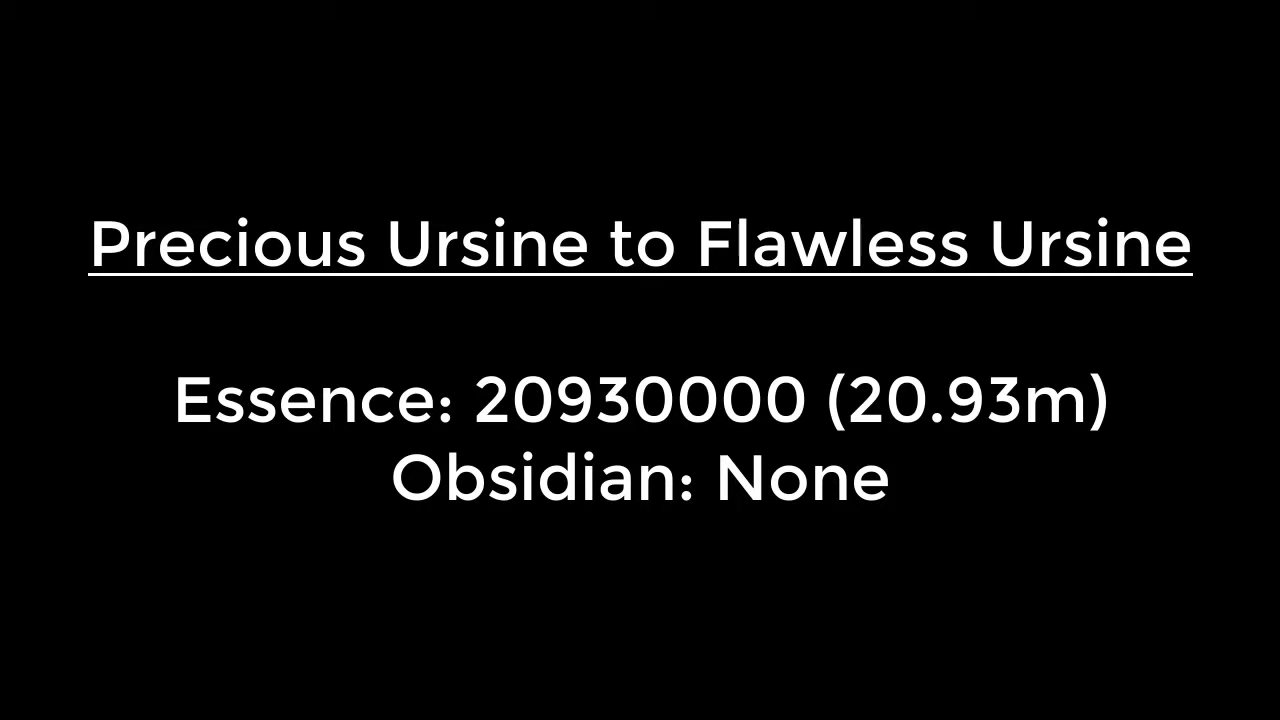 Precious Ursine to Flawless Ursine
Essence: 20930000 (20.93m)
Obsidian: None